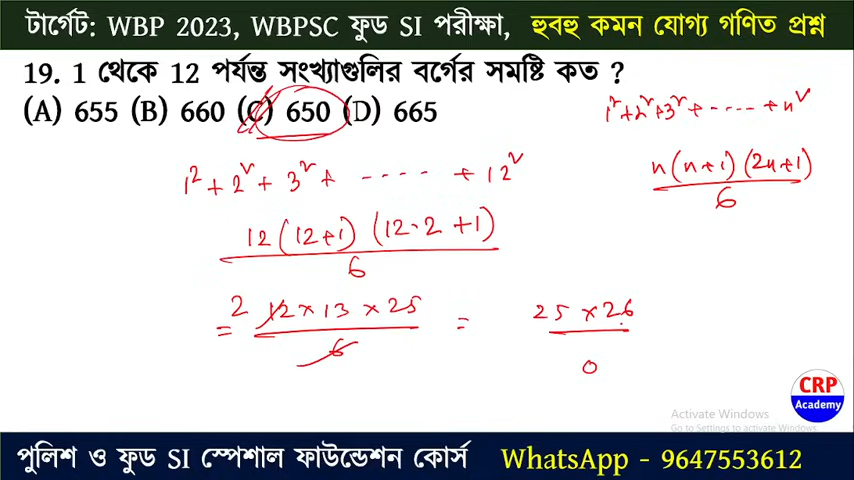 টার্গেট: WBP 2023, WBPSC ফুড SI পরীক্ষা, হুবহু কমন যোগ্য গণিত প্রশ্ন
19. 1 থেকে 12 পর্যন্ত সংখ্যাগুলির বর্গের সমষ্টি কত ?
(A) 655 (B) 660 (C) 650 (D) 665
1² + 2² + 3² + ..... + n²
n(n+1)(2n+1)
6
1² + 2² + 3² + ..... + 12²
12(12+1)(12·2+1)
6
= 2 12 × 13 × 25 = 25 × 26
6 0
CRP
Academy
Activate Windows
Go to Settings to activate Windows.
পুলিশ ও ফুড SI স্পেশাল ফাউন্ডেশন কোর্স WhatsApp - 9647553612